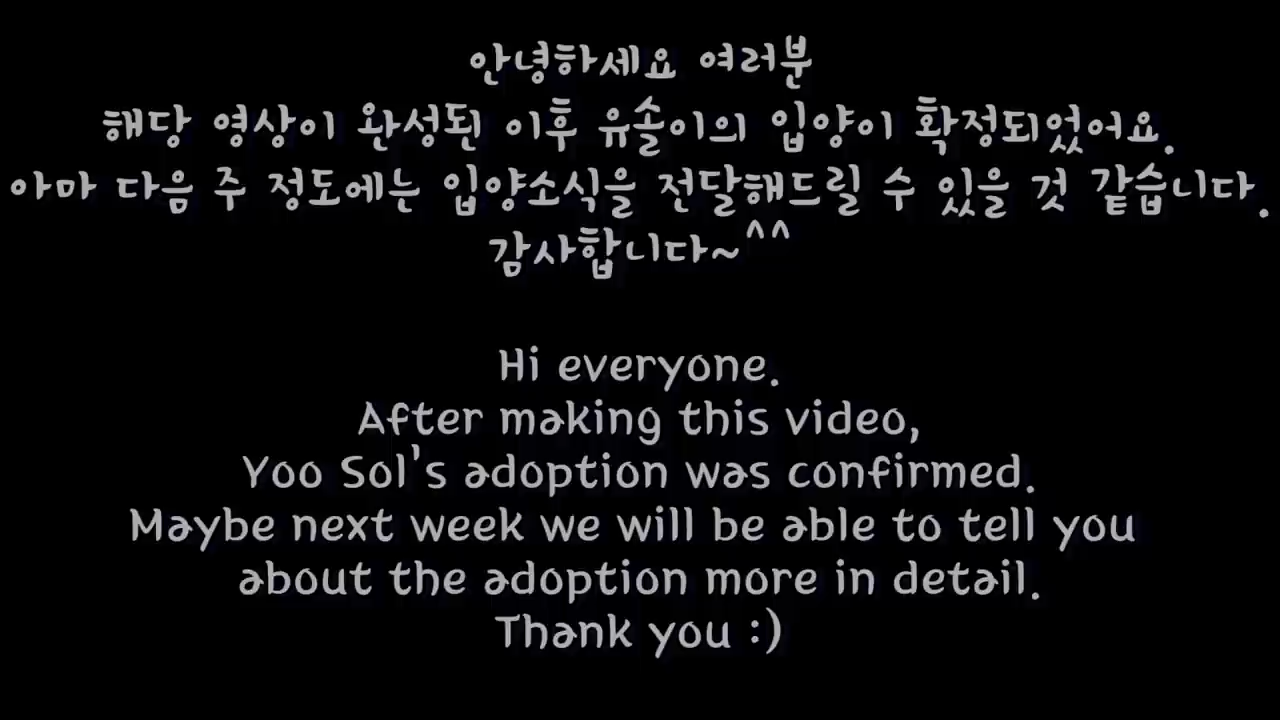 안녕하세요 여러분
해당 영상이 완성된 이후 유솔이의 입양이 확정되었어요.
아마 다음 주 정도에는 입양소식을 전달해드릴 수 있을 것 같습니다.
감사합니다~^^
Hi everyone.
After making this video,
Yoo Sol's adoption was confirmed.
Maybe next week we will be able to tell you
about the adoption more in detail.
Thank you :)